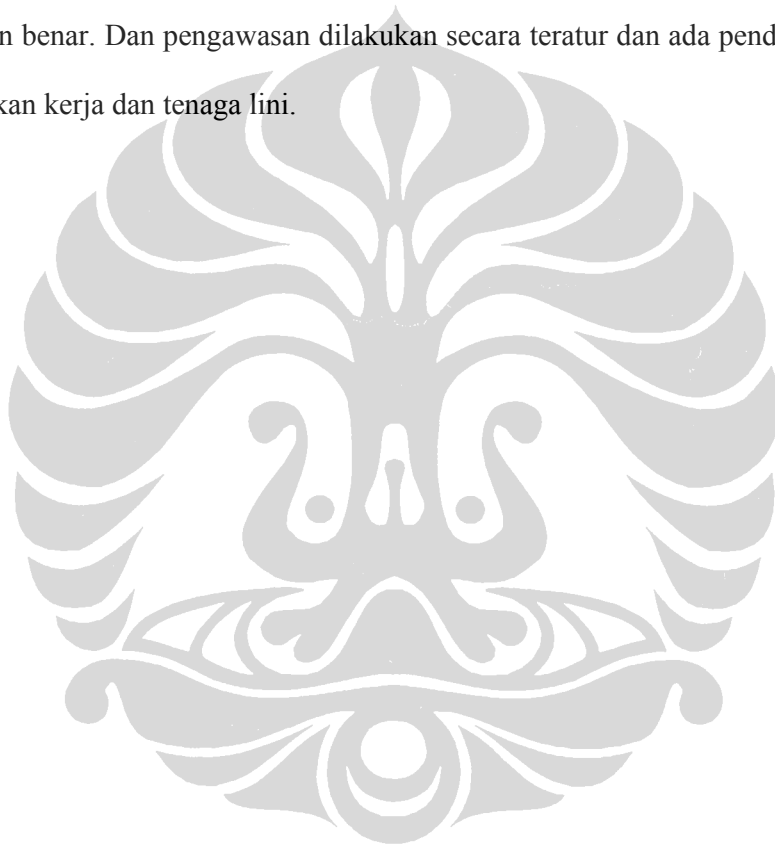 n benar. Dan pengawasan dilakukan secara teratur dan ada pend
kan kerja dan tenaga lini.